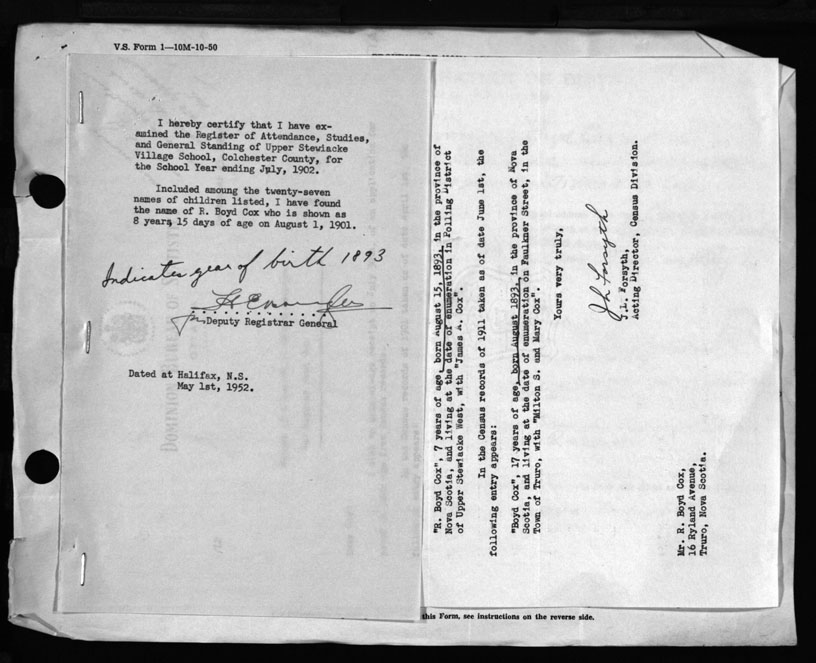 V.S. Form 1—10M-10-50
I hereby certify that I have ex-
amined the Register of Attendance, Studies,
and General Standing of Upper Stewiacke
Village School, Colchester County, for
the School Year ending July, 1902.
Included amoung the twenty-seven
names of children listed, I have found
the name of R. Boyd Cox who is shown as
8 years 15 days of age on August 1, 1901.
Indicates year of birth 1893
Deputy Registrar General
Dated at Halifax, N.S.
May 1st, 1952.
"R. Boyd Cox", 7 years of age, born August 15, 1893, in the province of
Nova Scotia, and living at the date of enumeration in Polling District
of Upper Stewiacke West, with "James A. Cox".
In the Census records of 1911 taken as of date June 1st, the
following entry appears:
"Boyd Cox", 17 years of age, born August 1893, in the province of Nova
Scotia, and living at the date of enumeration on Faulkner Street, in the
Town of Truro, with "Milton S. and Mary Cox".
Yours very truly,
J L Forsyth
J.L. Forsyth,
Acting Director, Census Division.
Mr. R. Boyd Cox,
16 Ryland Avenue,
Truro, Nova Scotia.
this Form, see instructions on the reverse side.